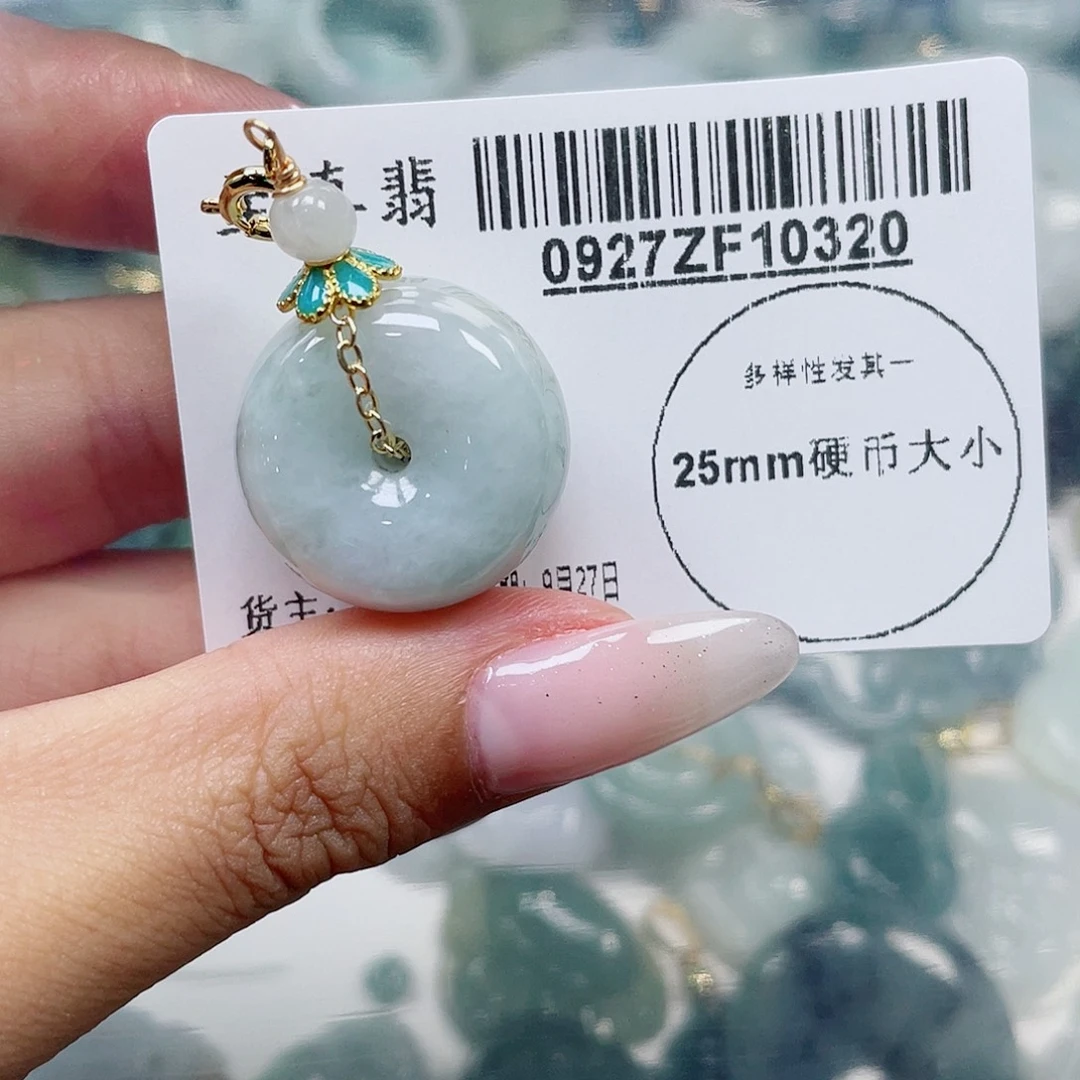 翡
0927ZF10320
多样性发其一
25mm硬币大小
货主:
9月27日